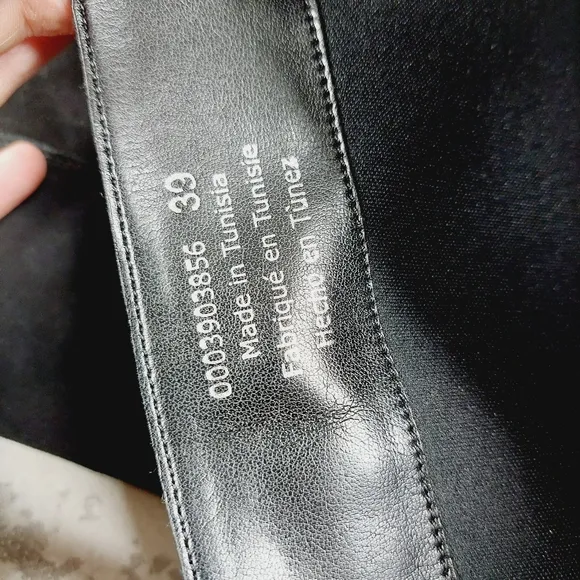 0003903856 39
Made in Tunisia
Fabriqué en Tunisie
Hecho en Túnez